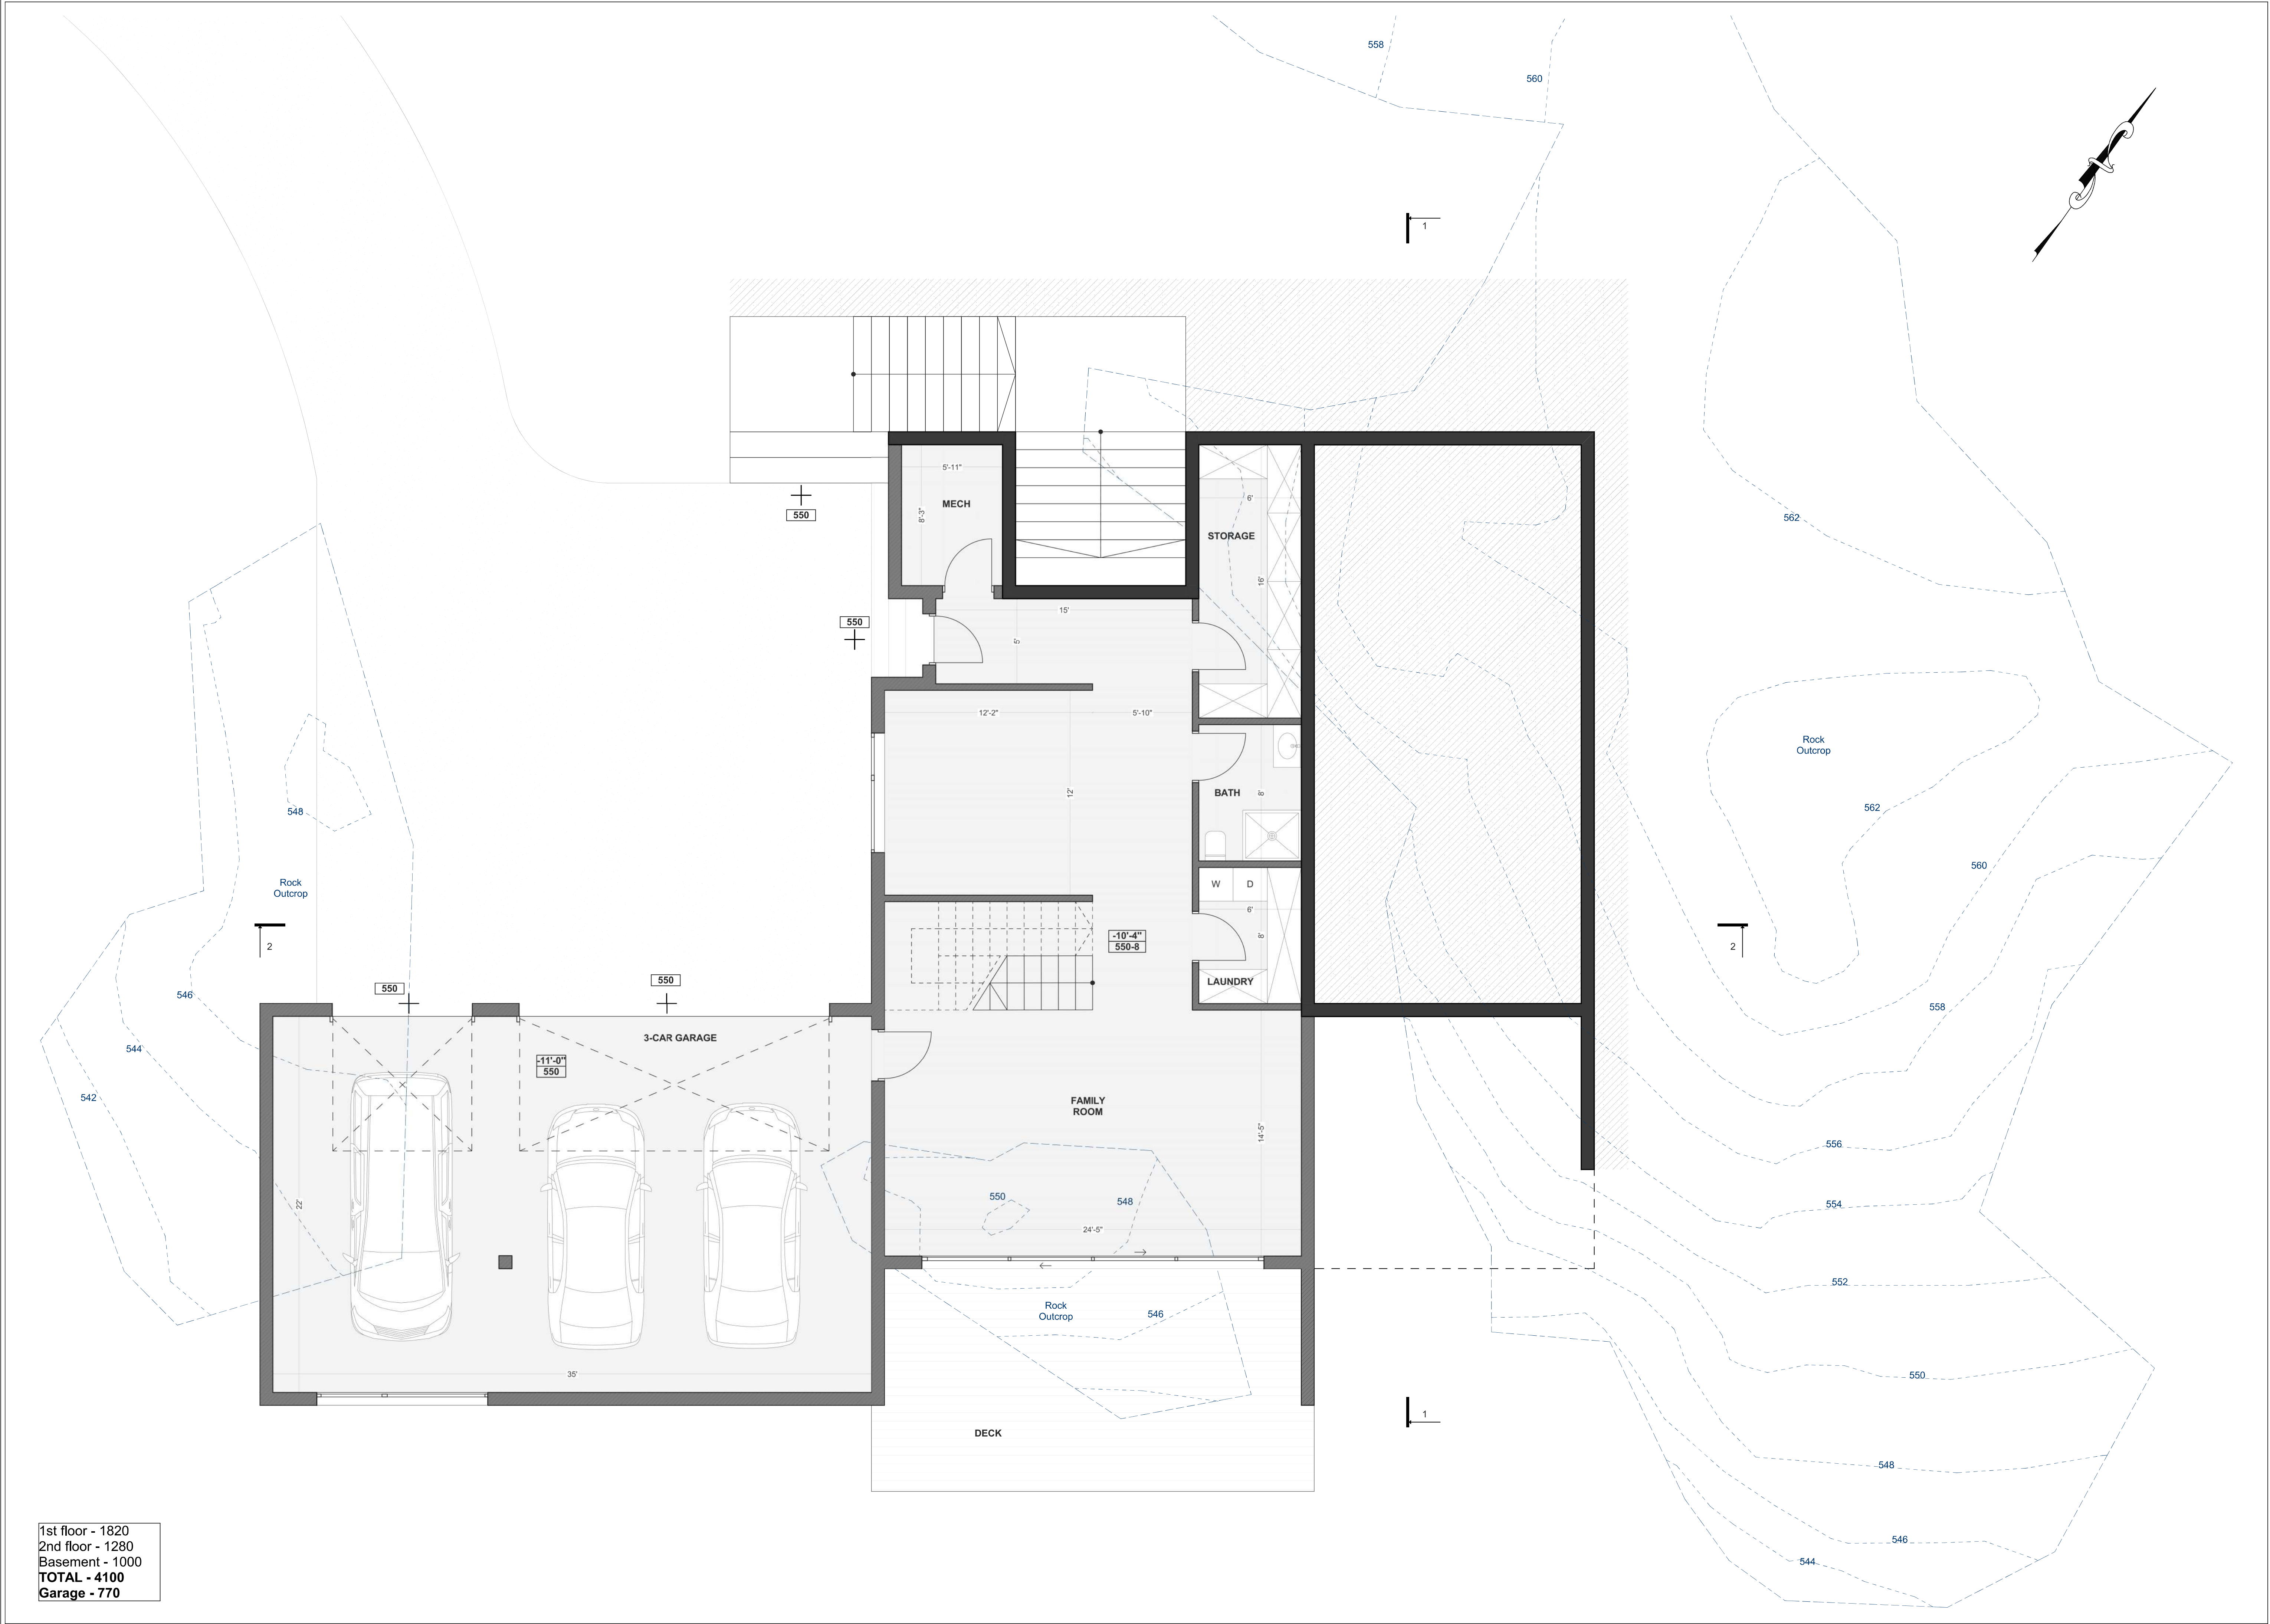 558
560
1
550
5'-11"
MECH
8'-3"
6'
STORAGE
16'
562
550
15'
5'
12'-2"
5'-10"
12'
Rock
Outcrop
548
BATH
8'
562
Rock
Outcrop
W
D
560
6'
2
-10'-4"
550-8
8'
2
LAUNDRY
550
550
546
558
3-CAR GARAGE
-11'-0"
550
544
542
FAMILY
ROOM
14'-5"
556
22'
550
548
554
24'-5"
552
Rock
Outcrop
546
35'
550
1
DECK
548
1st floor - 1820
2nd floor - 1280
Basement - 1000
TOTAL - 4100
Garage - 770
546
544